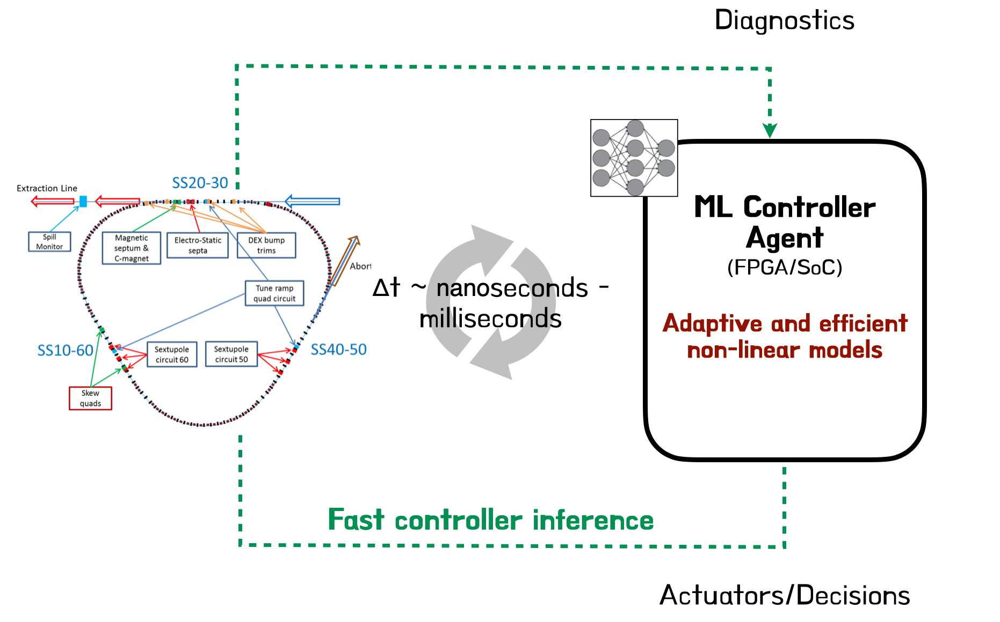 Diagnostics
SS20-30
Extraction Line
Spill
Monitor
Magnetic
septum &
C-magnet
Electro-Static
septa
DEX bump
trims
Abort
Tune ramp
quad circuit
SS10-60
Sextupole
circuit 60
Sextupole
circuit 50
SS40-50
Skew
quads
Δt ~ nanoseconds -
milliseconds
ML Controller
Agent
(FPGA/SoC)
Adaptive and efficient
non-linear models
Fast controller inference
Actuators/Decisions